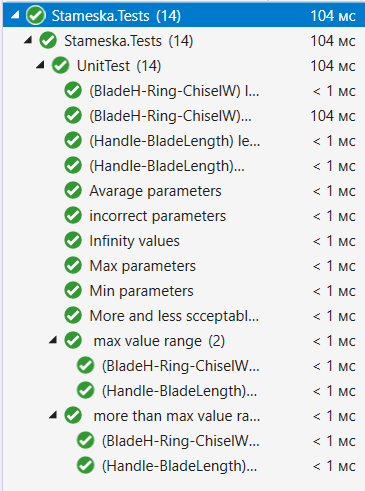 Stameska.Tests (14) 104 мс
Stameska.Tests (14) 104 мс
UnitTest (14) 104 мс
(BladeH-Ring-ChiselW) l... < 1 мс
(BladeH-Ring-ChiselW)... 104 мс
(Handle-BladeLength) le... < 1 мс
(Handle-BladeLength)... < 1 мс
Avarage parameters < 1 мс
incorrect parameters < 1 мс
Infinity values < 1 мс
Max parameters < 1 мс
Min parameters < 1 мс
More and less scceptabl... < 1 мс
max value range (2) < 1 мс
(BladeH-Ring-ChiselW... < 1 мс
(Handle-BladeLength)... < 1 мс
more than max value ra... < 1 мс
(BladeH-Ring-ChiselW... < 1 мс
(Handle-BladeLength)... < 1 мс